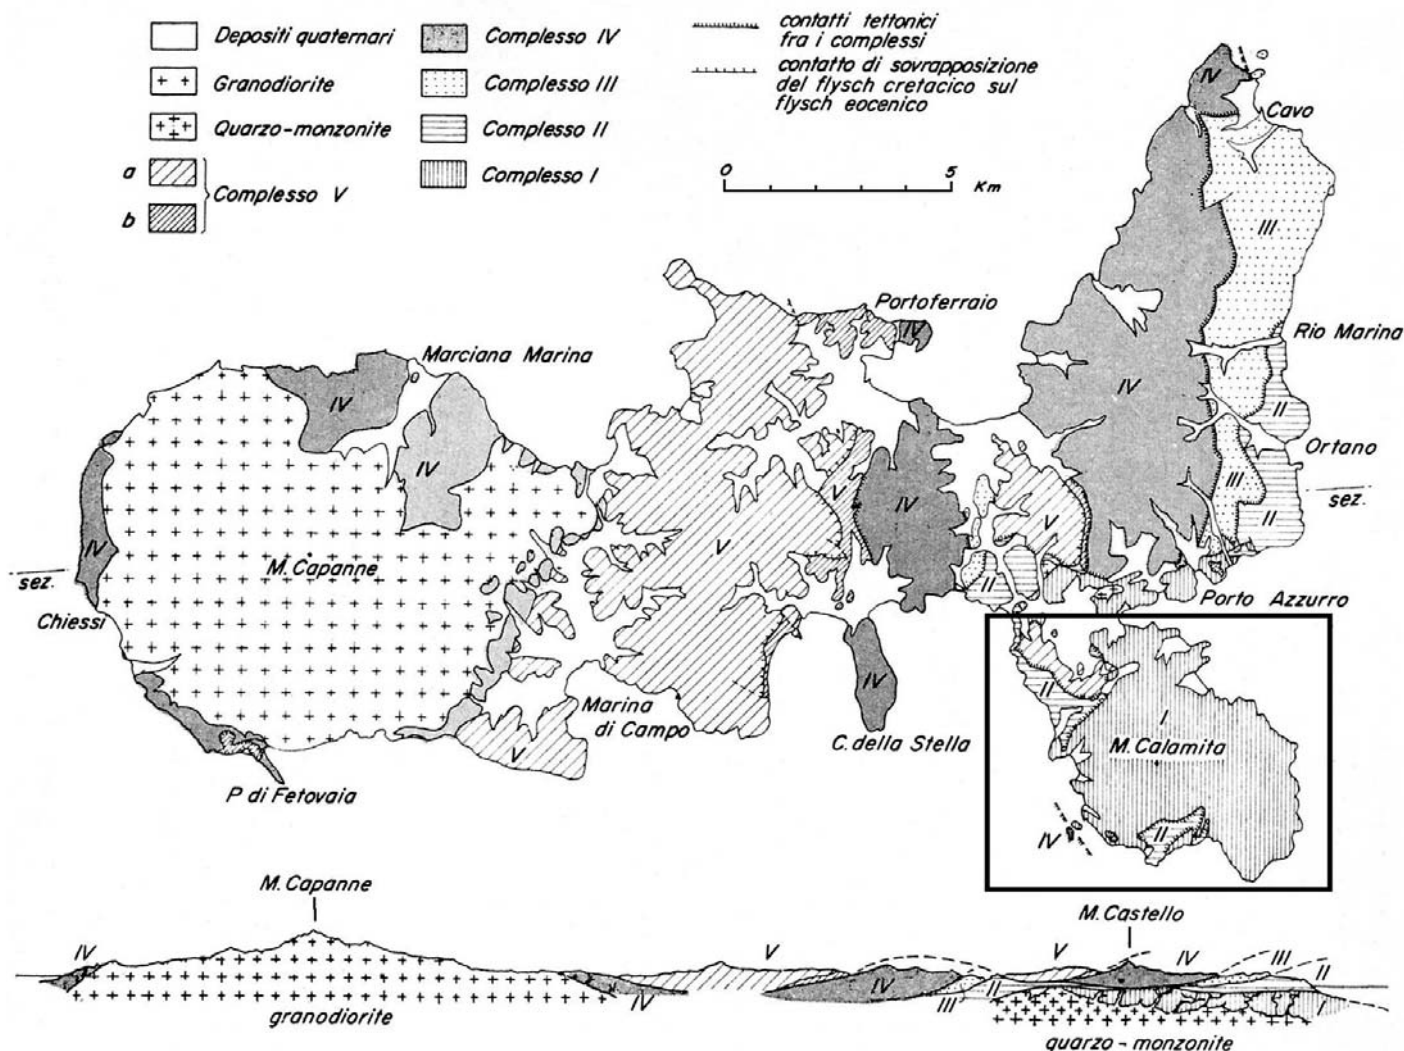 Depositi quaternari
Granodiorite
Quarzo-monzonite
a
b
Complesso V
Complesso IV
Complesso III
Complesso II
Complesso I
contatti tettonici
fra i complessi
contatto di sovrapposizione
del flysch cretacico sul
flysch eocenico
0 5
Km
IV
Cavo
III
Portoferraio
IV
Rio Marina
Marciana Marina
IV
IV
II
IV
Ortano
III
sez.
V
IV
V
II
IV
V
M. Capanne
sez.
II
Porto Azzurro
Chiessi
II
I
IV
Marina
di Campo
C. della Stella
M. Calamita
V
P. di Fetovaia
II
IV
M. Capanne
M. Castello
IV
V
V
IV
III
II
IV
IV
III
II
I
granodiorite
quarzo-monzonite